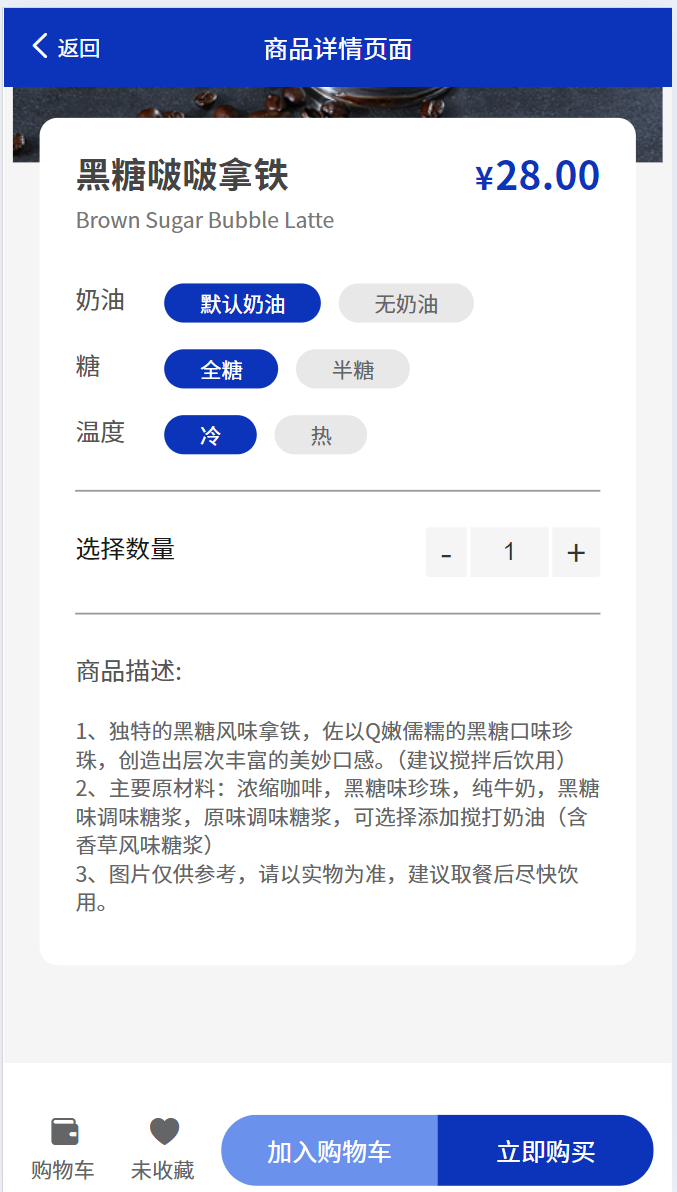 返回
商品详情页面
黑糖啵啵拿铁
¥28.00
Brown Sugar Bubble Latte
奶油 默认奶油 无奶油
糖 全糖 半糖
温度 冷 热
选择数量 - 1 +
商品描述:
1、独特的黑糖风味拿铁，佐以Q嫩儒糯的黑糖口味珍
珠，创造出层次丰富的美妙口感。（建议搅拌后饮用）
2、主要原材料：浓缩咖啡，黑糖味珍珠，纯牛奶，黑糖
味调味糖浆，原味调味糖浆，可选择添加搅打奶油（含
香草风味糖浆）
3、图片仅供参考，请以实物为准，建议取餐后尽快饮
用。
购物车 未收藏 加入购物车 立即购买